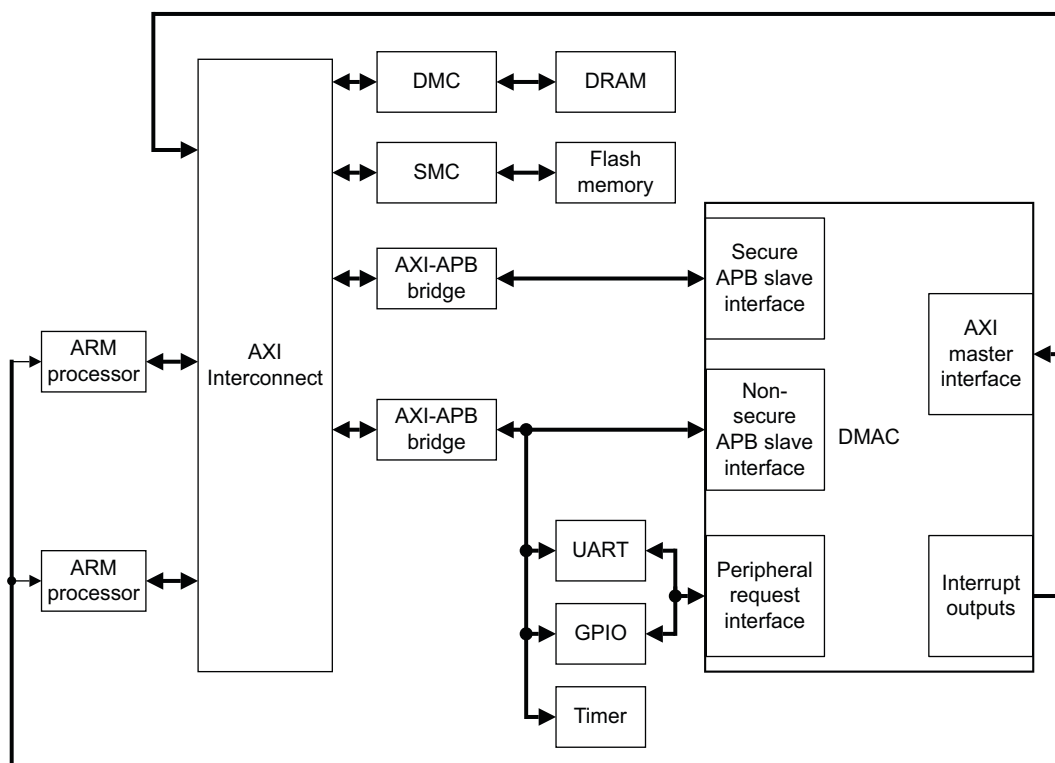 DMC
DRAM
SMC
Flash
memory
AXI-APB
bridge
Secure
APB slave
interface
ARM
processor
AXI
Interconnect
AXI
master
interface
AXI-APB
bridge
Non-
secure
APB slave
interface
DMAC
UART
ARM
processor
Peripheral
request
interface
Interrupt
outputs
GPIO
Timer